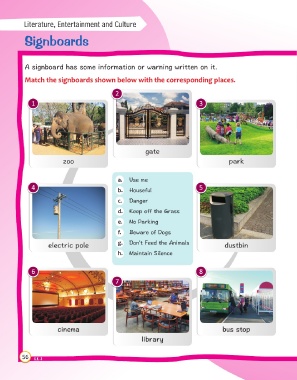 Literature, Entertainment and Culture
Signboards
A signboard has some information or warning written on it.
Match the signboards shown below with the corresponding places.
1
zoo
2
gate
3
park
4
electric pole
a. Use me
b. Houseful
c. Danger
d. Keep off the Grass
e. No Parking
f. Beware of Dogs
g. Don't Feed the Animals
h. Maintain Silence
5
dustbin
6
cinema
7
library
8
bus stop
56